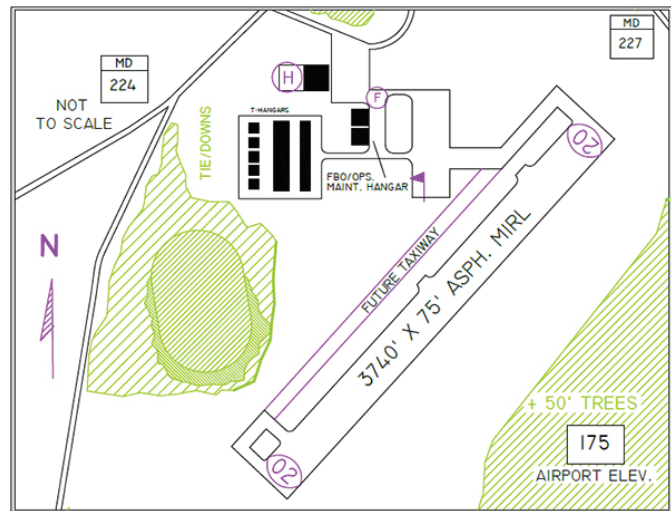 MD
227
MD
224
H
F
NOT
TO SCALE
T-HANGARS
TIE/DOWNS
20
FBO/OPS.
MAINT. HANGAR
N
FUTURE TAXIWAY
3740' X 75' ASPH. MIRL
+ 50' TREES
175
AIRPORT ELEV.
02